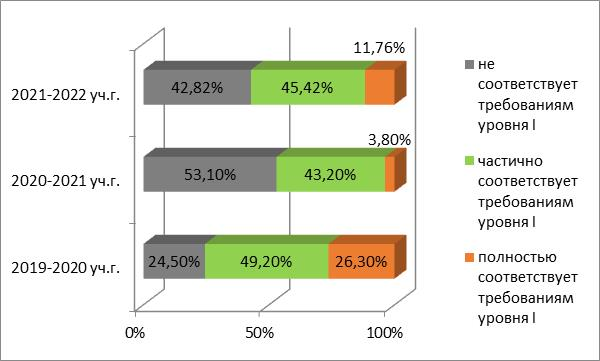 11,76%
2021-2022 уч.г.
42,82%
45,42%
3,80%
2020-2021 уч.г.
53,10%
43,20%
2019-2020 уч.г.
24,50%
49,20%
26,30%
0%
50%
100%
не
соответствует
требованиям
уровня I
частично
соответствует
требованиям
уровня I
полностью
соответствует
требованиям
уровня I